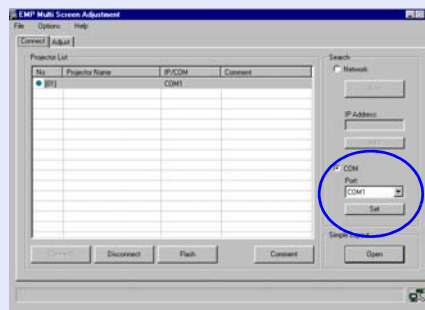 EMP Multi Screen Adjustment
File Options Help
Connect Adjust
Projector List
No Projector Name IP/COM Comment
[01] COM1
Disconnect Flash Comment
Search
Network
IP Address
COM
Port
COM1
Set
Open